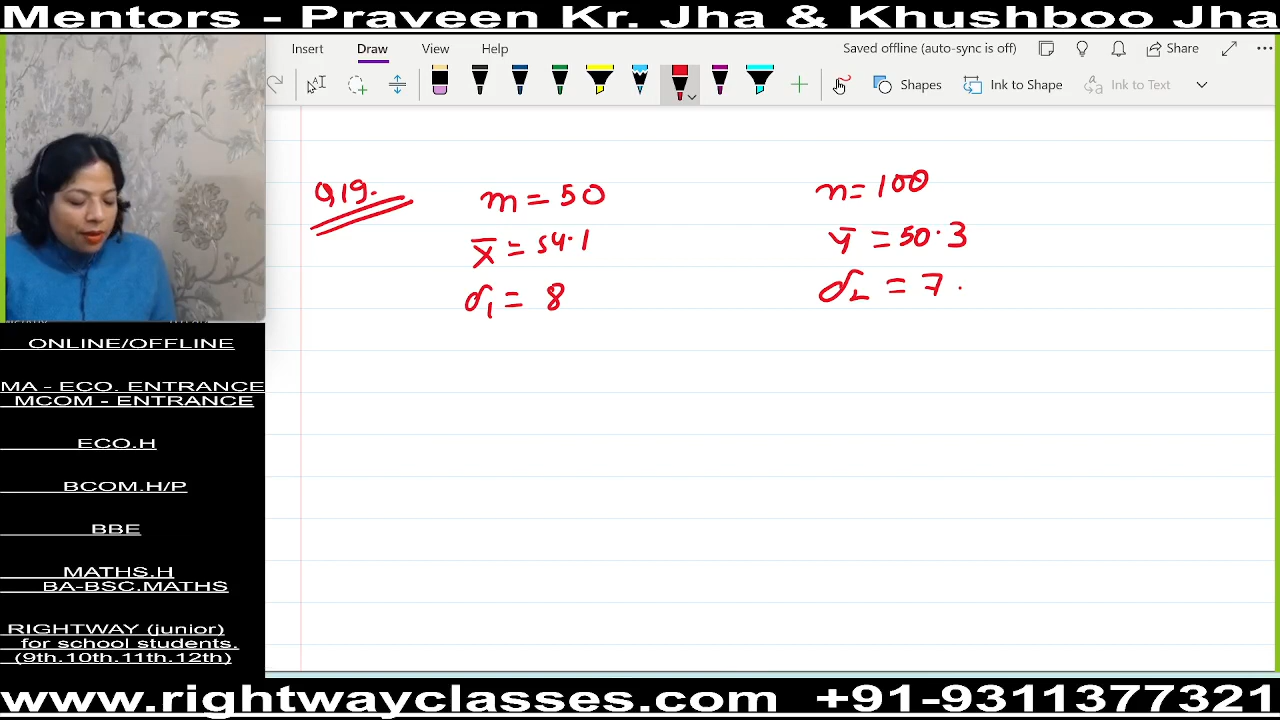 Mentors - Praveen Kr. Jha & Khushboo Jha
Insert Draw View Help Saved offline (auto-sync is off) Share
Shapes Ink to Shape Ink to Text
Q19. m = 50 n = 100
X̄ = 54.1 Ȳ = 50.3
σ1 = 8 σ2 = 7.
ONLINE/OFFLINE
MA - ECO. ENTRANCE
MCOM - ENTRANCE
ECO.H
BCOM.H/P
BBE
MATHS.H
BA-BSC.MATHS
RIGHTWAY (junior)
for school students.
(9th.10th.11th.12th)
www.rightwayclasses.com +91-9311377321